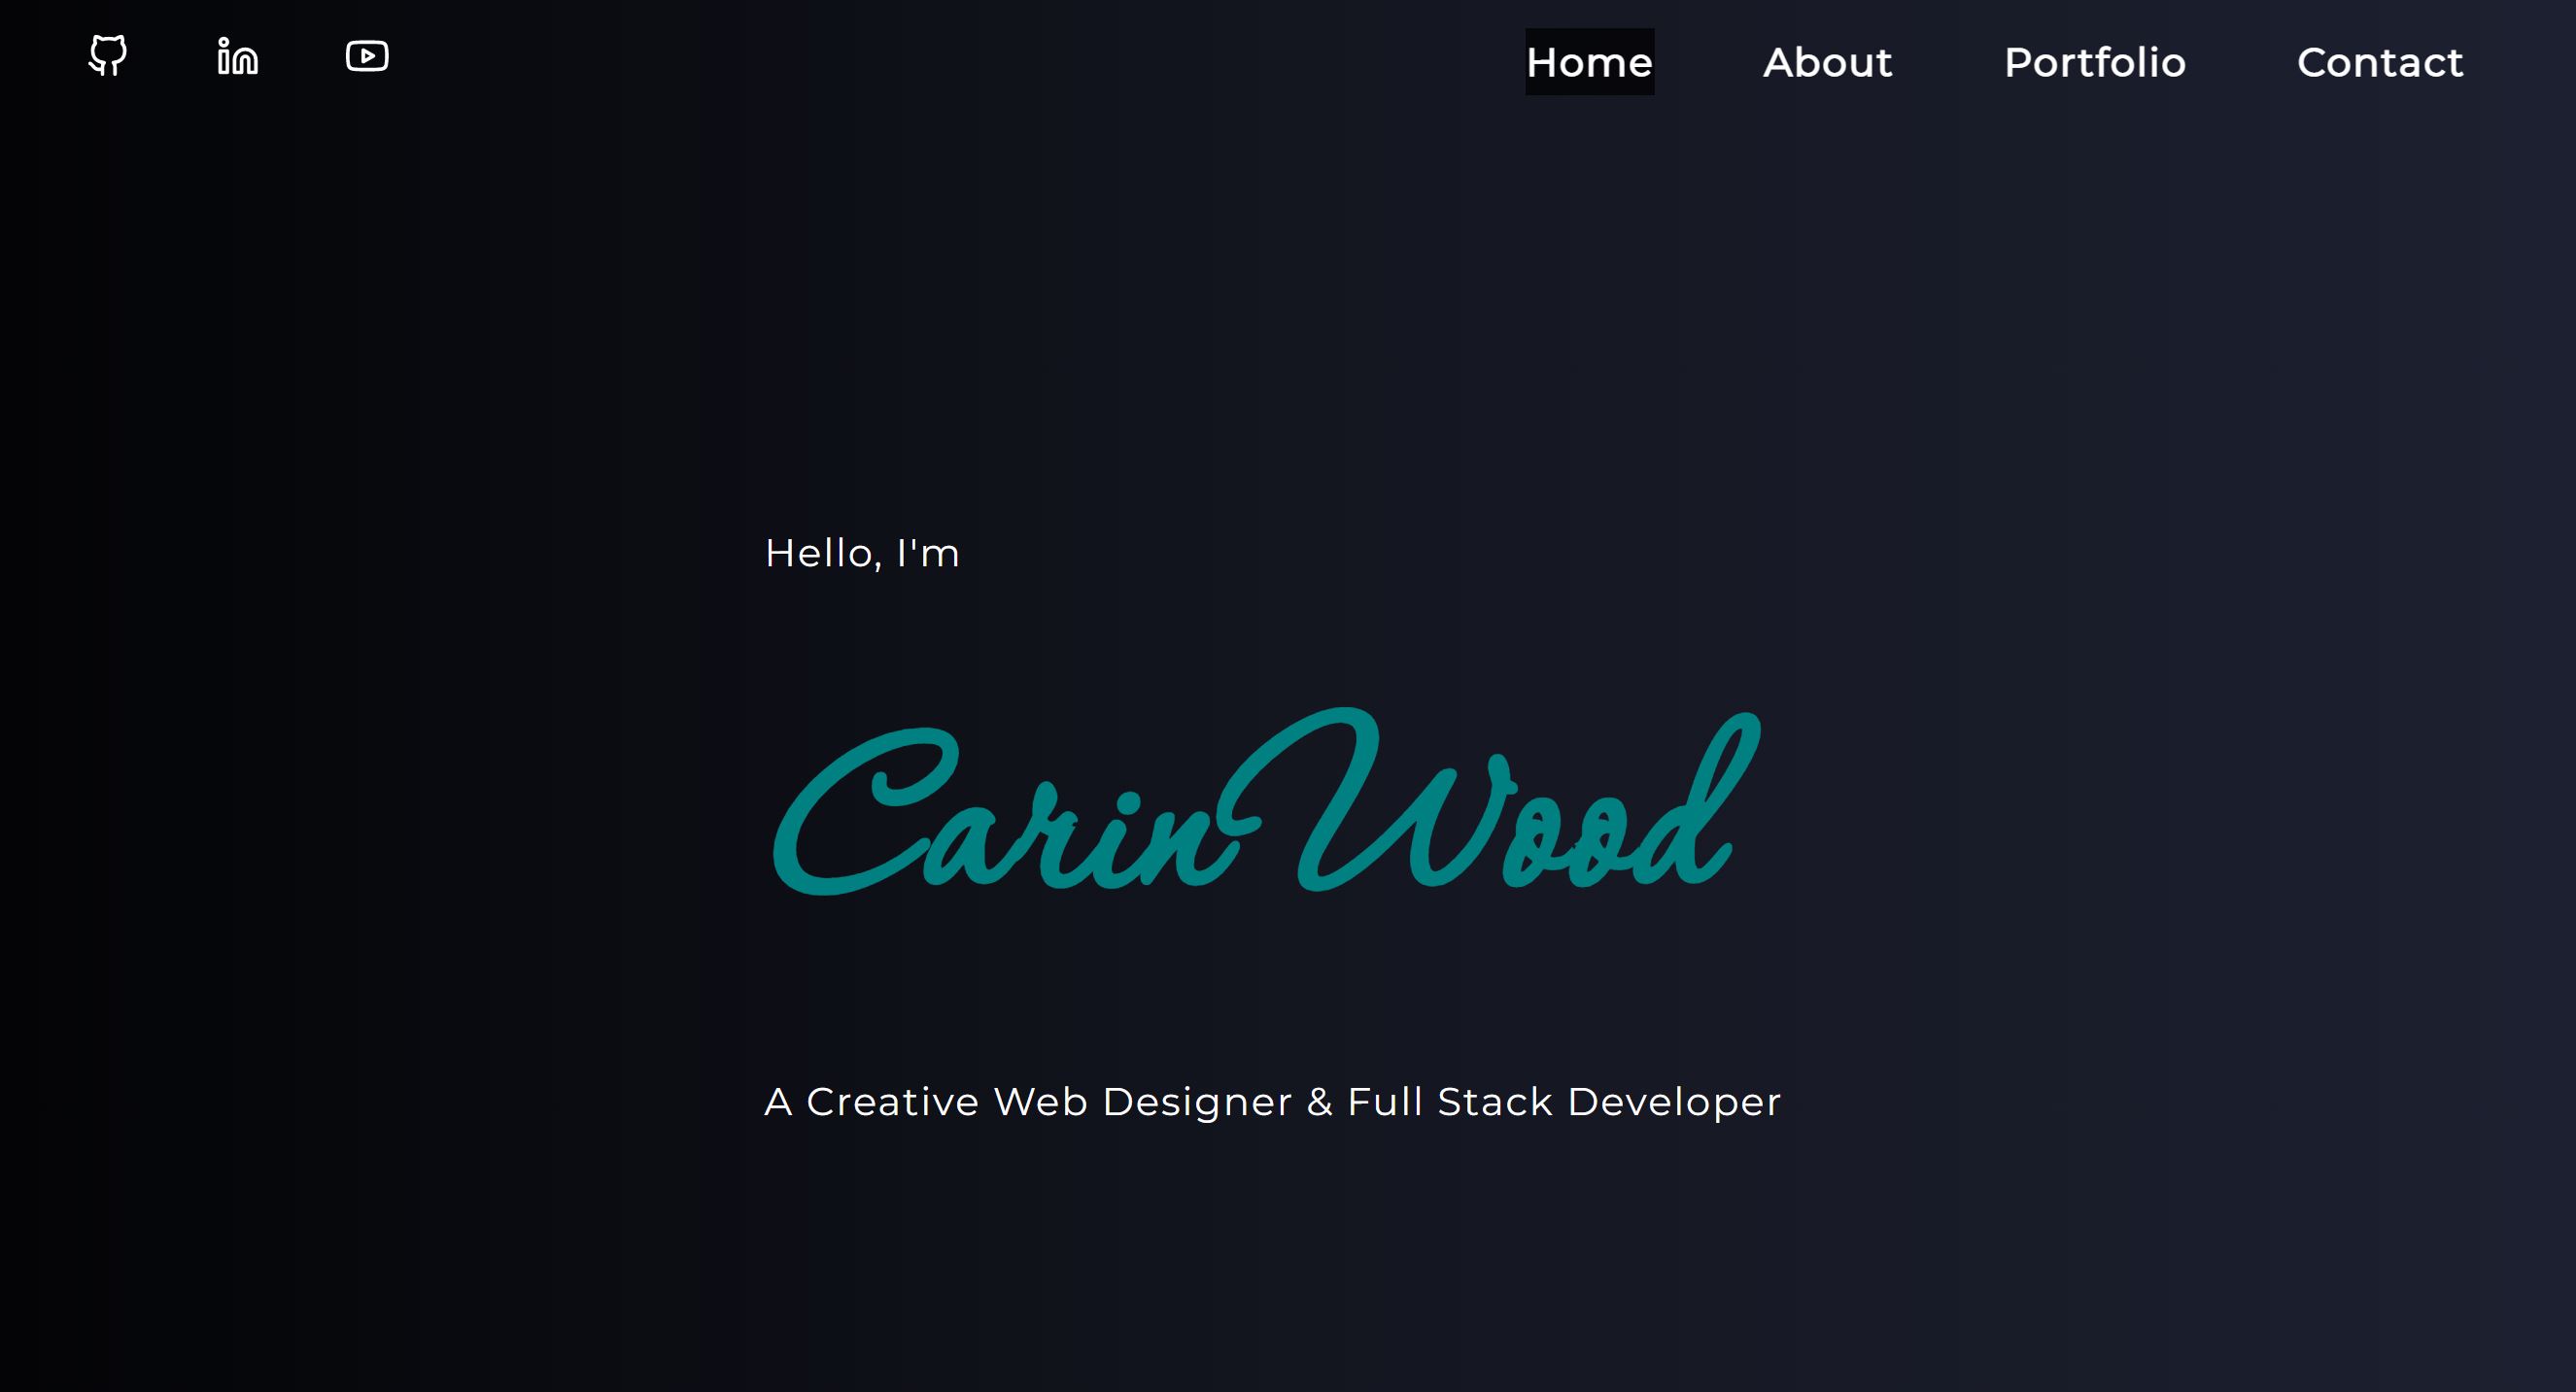 Home About Portfolio Contact
Hello, I'm
Carin Wood
A Creative Web Designer & Full Stack Developer